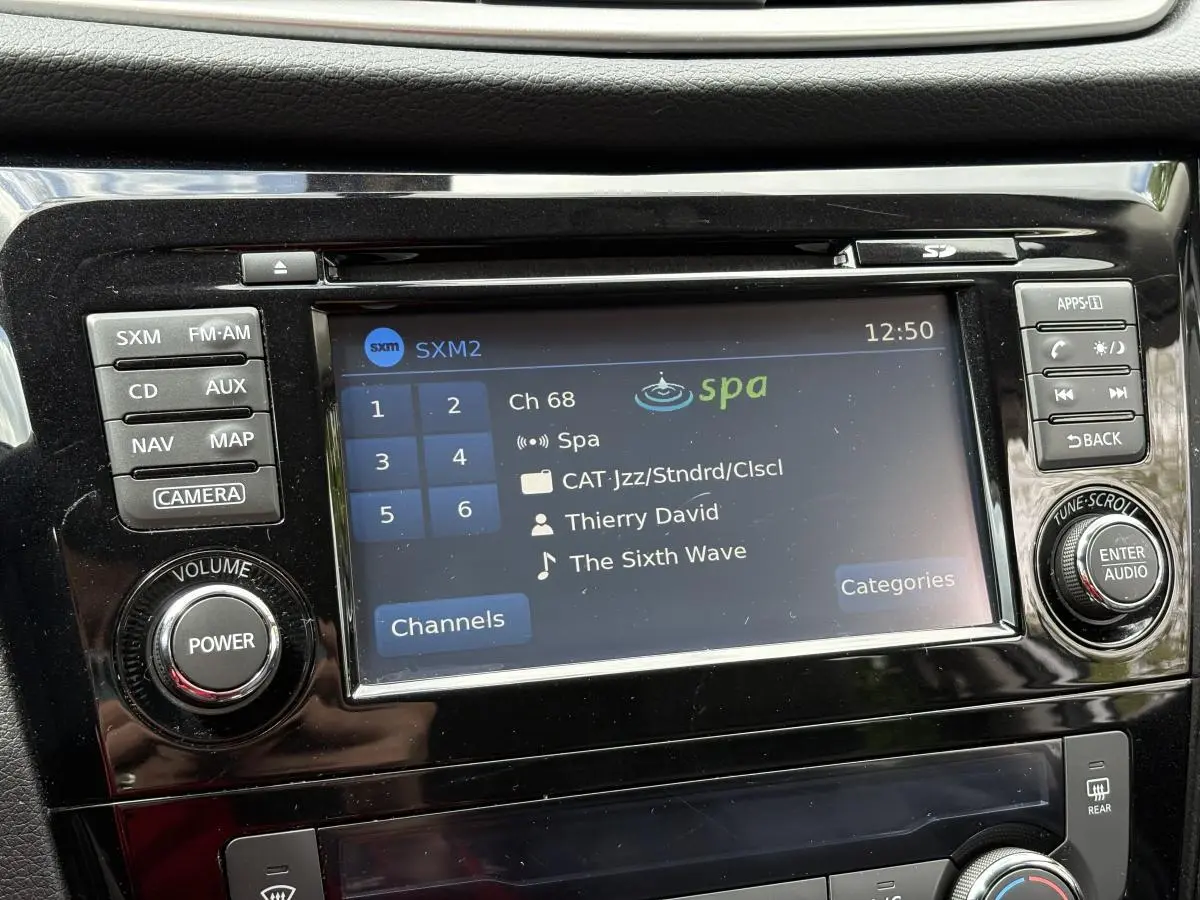 SD
SXM FM·AM
CD AUX
NAV MAP
CAMERA
VOLUME
POWER
sxm SXM2 12:50
1 2
3 4
5 6
Ch 68 spa
Spa
CAT Jzz/Stndrd/Clscl
Thierry David
The Sixth Wave
Channels
Categories
APPS·i
BACK
TUNE·SCROLL
ENTER
AUDIO
REAR